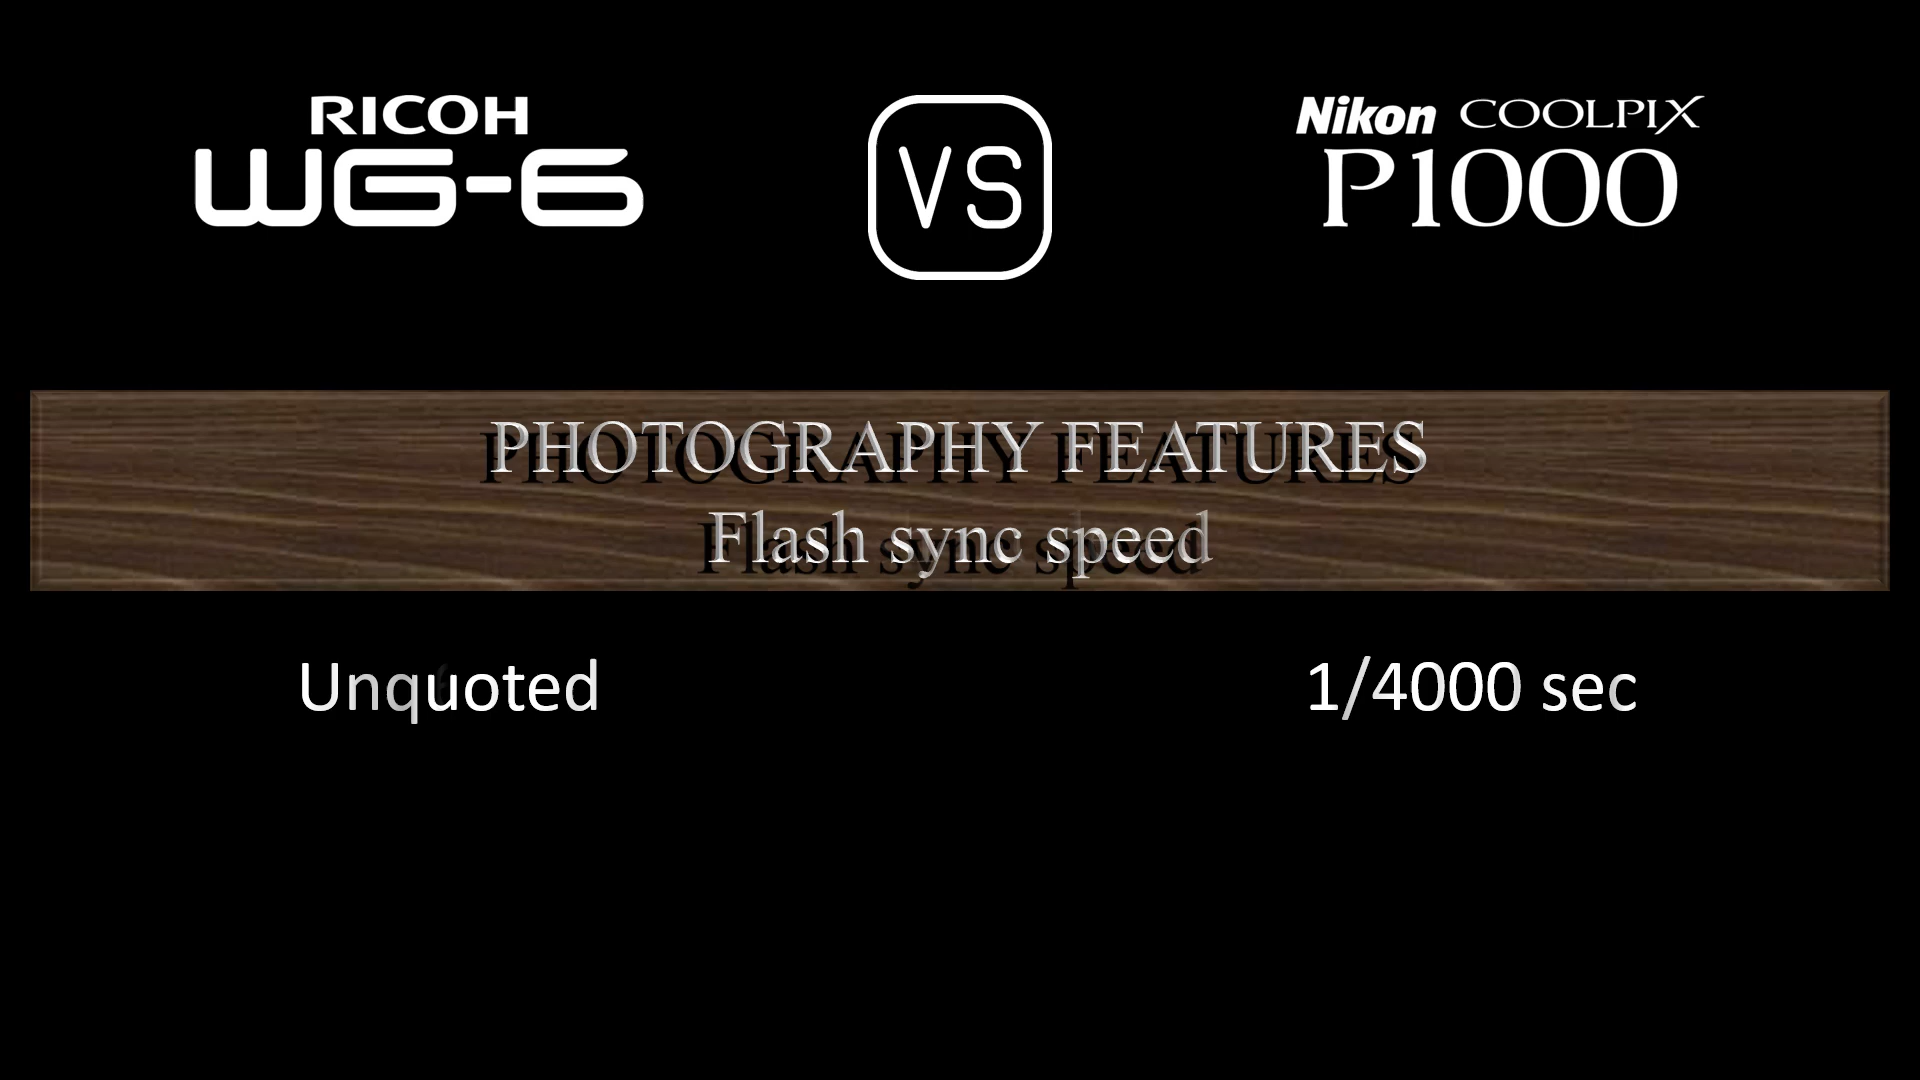 RICOH
WG-6
VS
Nikon COOLPIX
P1000
PHOTOGRAPHY FEATURES
Flash sync speed
Unquoted
1/4000 sec